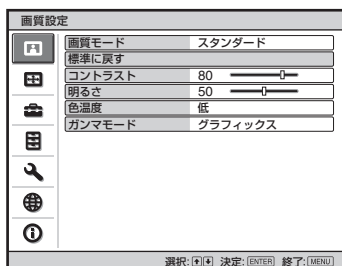 画質設定
画質モード スタンダード
標準に戻す
コントラスト 80
明るさ 50
色温度 低
ガンマモード グラフィックス
選択: 決定: ENTER 終了: MENU